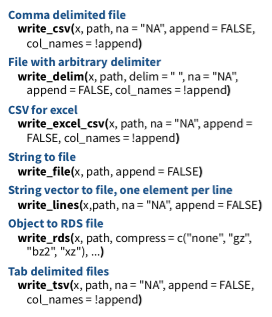 Comma delimited file
write_csv(x, path, na = "NA", append = FALSE,
col_names = !append)
File with arbitrary delimiter
write_delim(x, path, delim = " ", na = "NA",
append = FALSE, col_names = !append)
CSV for excel
write_excel_csv(x, path, na = "NA", append =
FALSE, col_names = !append)
String to file
write_file(x, path, append = FALSE)
String vector to file, one element per line
write_lines(x,path, na = "NA", append = FALSE)
Object to RDS file
write_rds(x, path, compress = c("none", "gz",
"bz2", "xz"), ...)
Tab delimited files
write_tsv(x, path, na = "NA", append = FALSE,
col_names = !append)